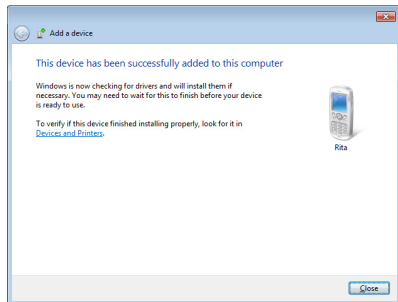 Add a device
This device has been successfully added to this computer
Windows is now checking for drivers and will install them if
necessary. You may need to wait for this to finish before your device
is ready to use.
To verify if this device finished installing properly, look for it in
Devices and Printers.
Rita
Close